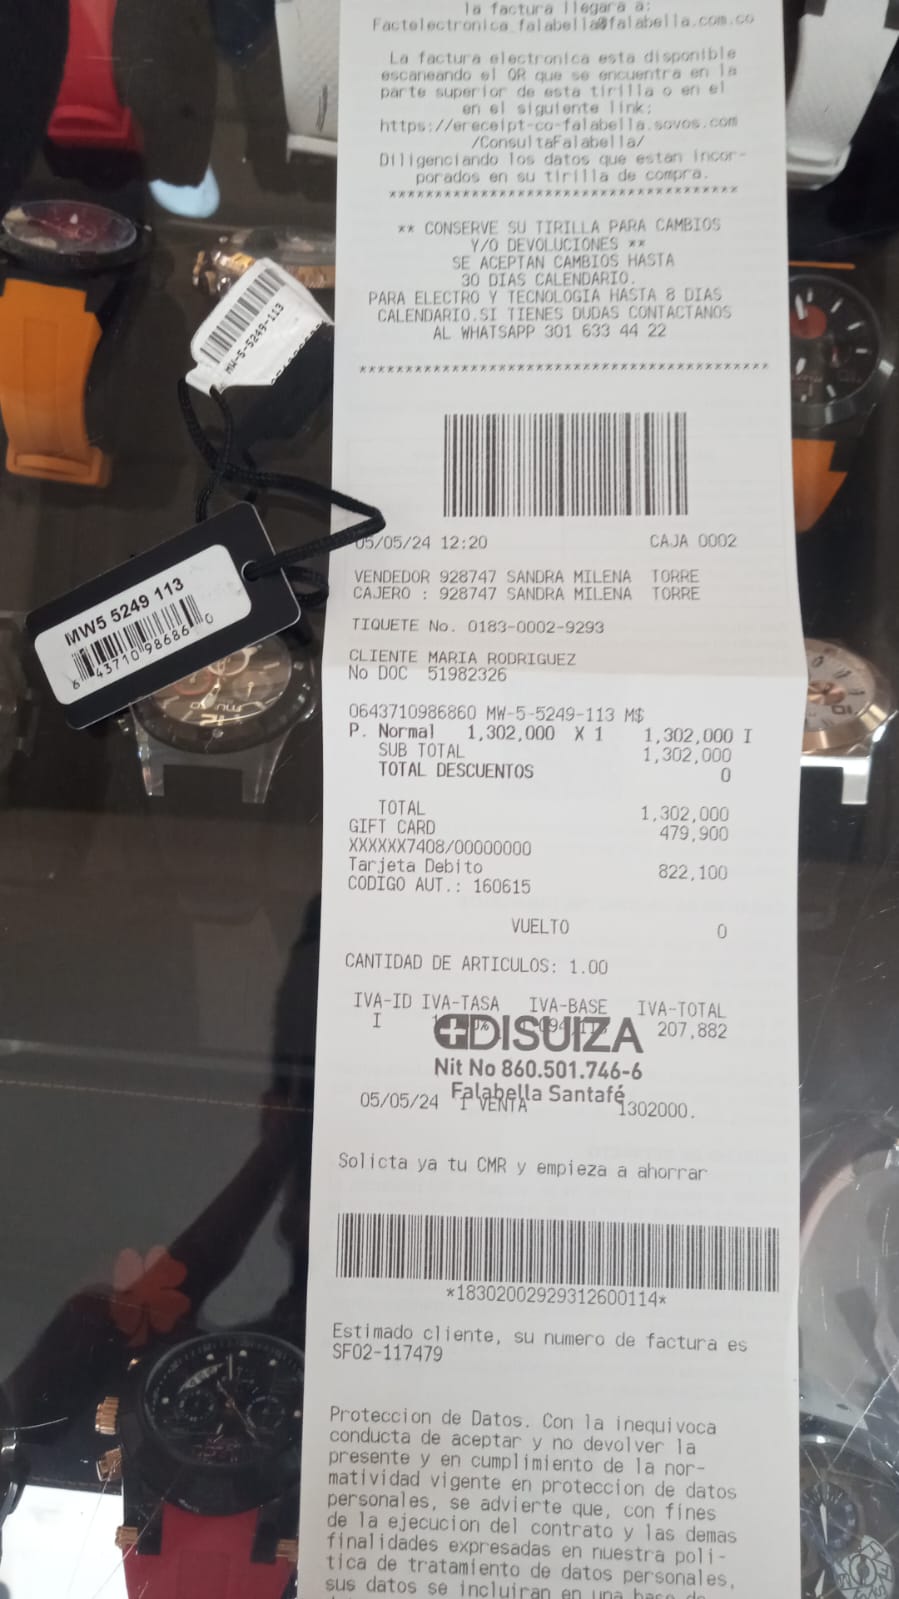 la factura llegara a:
Factelectronica_falabella@falabella.com.co
La factura electronica esta disponible
escaneando el QR que se encuentra en la
parte superior de esta tirilla o en el
en el siguiente link:
https://ereceipt-co-falabella.sovos.com
/ConsultaFalabella/
Diligenciando los datos que estan incor-
porados en su tirilla de compra.
** CONSERVE SU TIRILLA PARA CAMBIOS
Y/O DEVOLUCIONES **
SE ACEPTAN CAMBIOS HASTA
30 DIAS CALENDARIO.
PARA ELECTRO Y TECNOLOGIA HASTA 8 DIAS
CALENDARIO.SI TIENES DUDAS CONTACTANOS
AL WHATSAPP 301 633 44 22
MW-5-5249-113
MW5 5249 113
6 43710 98686 0
05/05/24 12:20 CAJA 0002
VENDEDOR 928747 SANDRA MILENA TORRE
CAJERO : 928747 SANDRA MILENA TORRE
TIQUETE No. 0183-0002-9293
CLIENTE MARIA RODRIGUEZ
No DOC 51982326
0643710986860 MW-5-5249-113 M$
P. Normal 1,302,000 X 1 1,302,000 I
SUB TOTAL 1,302,000
TOTAL DESCUENTOS 0
TOTAL 1,302,000
GIFT CARD 479,900
XXXXXX7408/00000000
Tarjeta Debito 822,100
CODIGO AUT.: 160615
VUELTO 0
CANTIDAD DE ARTICULOS: 1.00
IVA-ID IVA-TASA IVA-BASE IVA-TOTAL
I 207,882
DISUIZA
Nit No 860.501.746-6
Falabella Santafé
05/05/24 1 VENTA 1302000.
Solicta ya tu CMR y empieza a ahorrar
*18302002929312600114*
Estimado cliente, su numero de factura es
SF02-117479
Proteccion de Datos. Con la inequivoca
conducta de aceptar y no devolver la
presente y en cumplimiento de la nor-
matividad vigente en proteccion de datos
personales, se advierte que, con fines
de la ejecucion del contrato y las demas
finalidades expresadas en nuestra poli-
tica de tratamiento de datos personales,
sus datos se incluiran en una base de